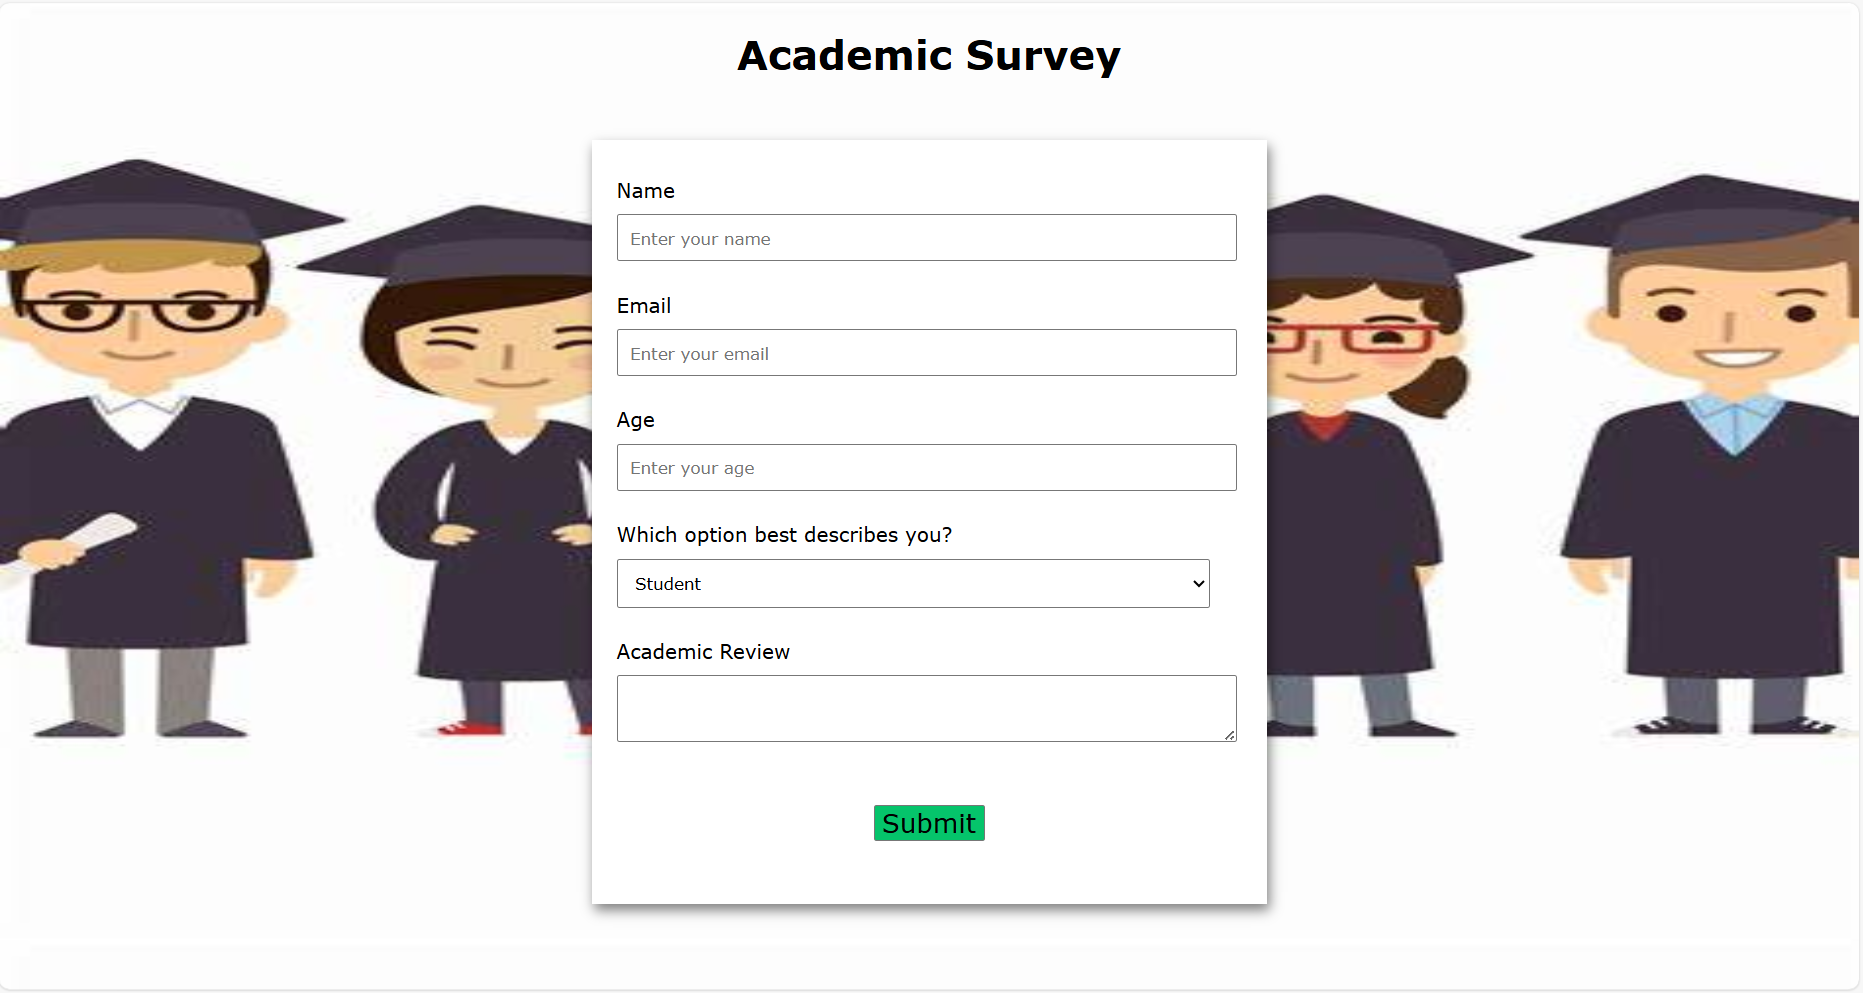 Academic Survey
Name
Enter your name
Email
Enter your email
Age
Enter your age
Which option best describes you?
Student
Academic Review
Submit